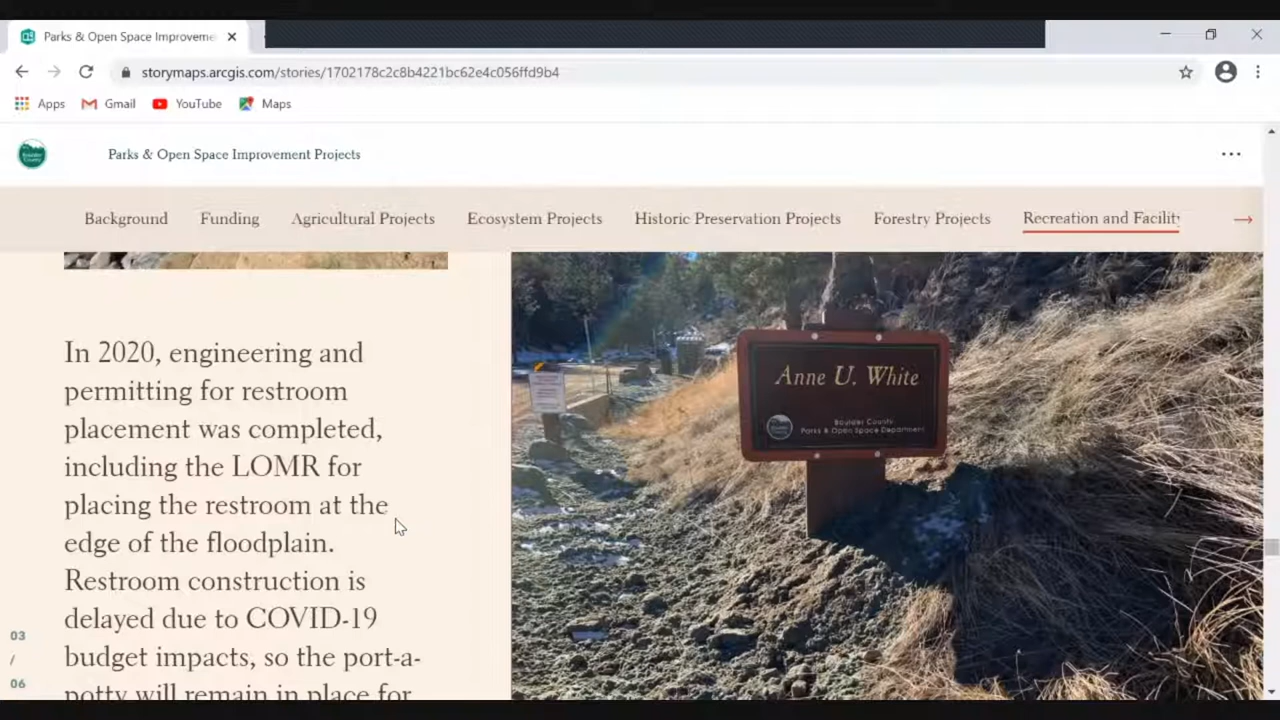 Parks & Open Space Improveme
storymaps.arcgis.com/stories/1702178c2c8b4221bc62e4c056ffd9b4
Apps Gmail YouTube Maps
Parks & Open Space Improvement Projects
Background Funding Agricultural Projects Ecosystem Projects Historic Preservation Projects Forestry Projects Recreation and Facility
In 2020, engineering and
permitting for restroom
placement was completed,
including the LOMR for
placing the restroom at the
edge of the floodplain.
Restroom construction is
delayed due to COVID-19
budget impacts, so the port-a-
potty will remain in place for
03
/
06
Anne U. White
Boulder County
Parks & Open Space Department